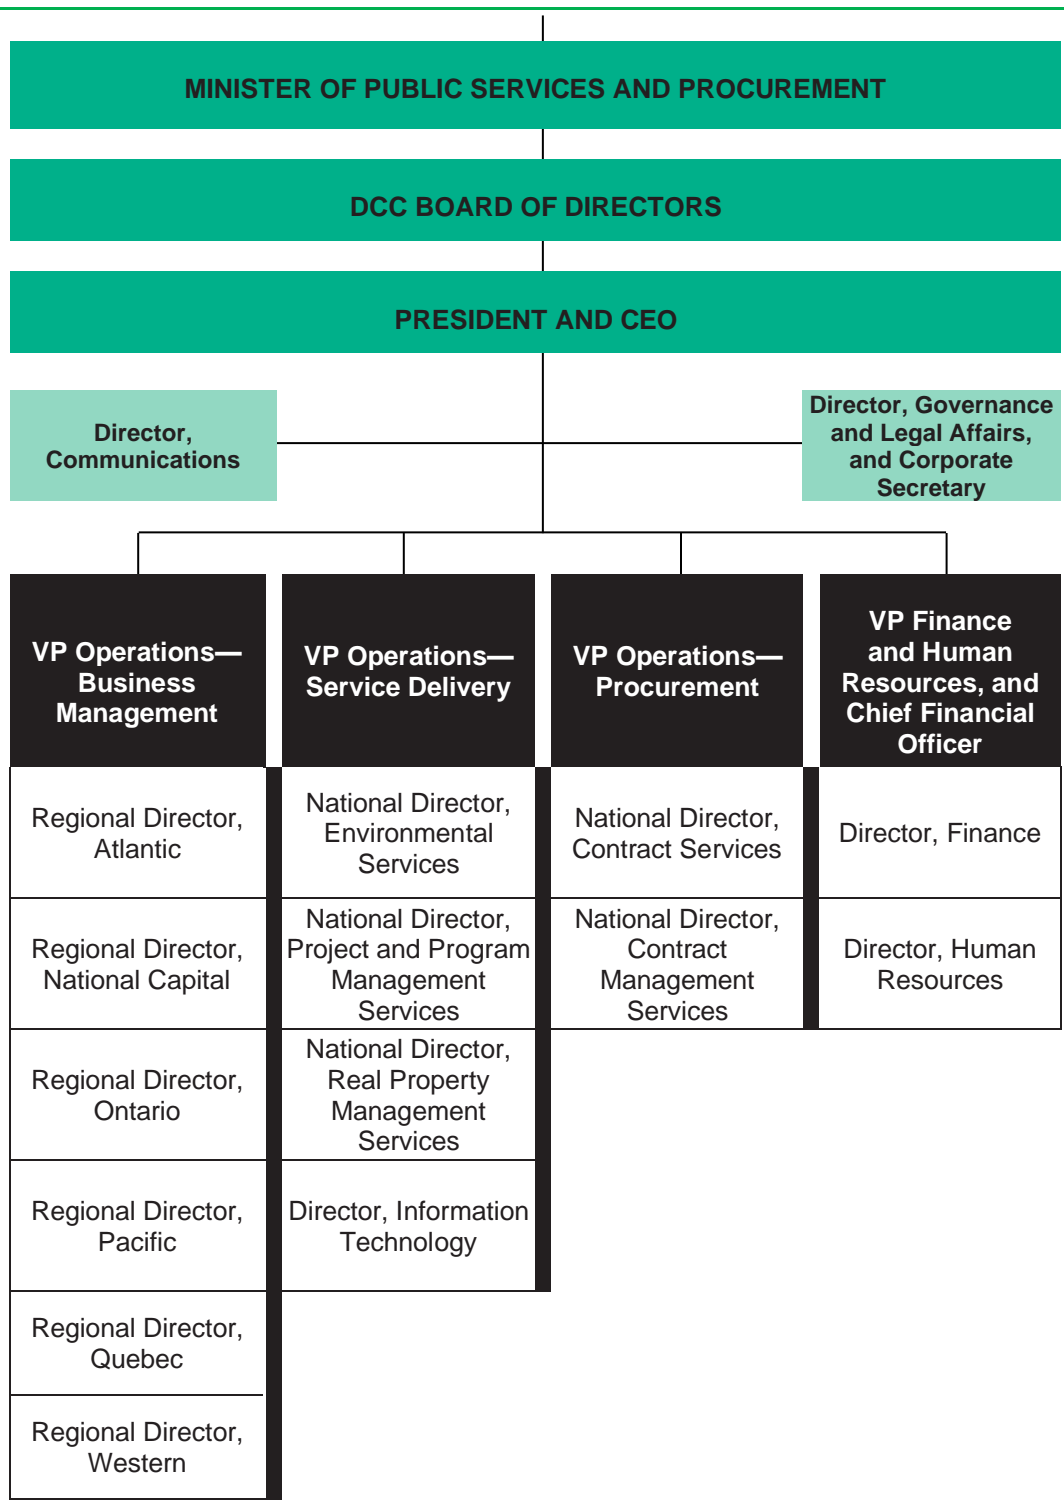 MINISTER OF PUBLIC SERVICES AND PROCUREMENT
DCC BOARD OF DIRECTORS
PRESIDENT AND CEO
Director,
Communications
Director, Governance
and Legal Affairs,
and Corporate
Secretary
VP Operations—
Business
Management
Regional Director,
Atlantic
Regional Director,
National Capital
Regional Director,
Ontario
Regional Director,
Pacific
Regional Director,
Quebec
Regional Director,
Western
VP Operations—
Service Delivery
National Director,
Environmental
Services
National Director,
Project and Program
Management
Services
National Director,
Real Property
Management
Services
Director, Information
Technology
VP Operations—
Procurement
National Director,
Contract Services
National Director,
Contract
Management
Services
VP Finance
and Human
Resources, and
Chief Financial
Officer
Director, Finance
Director, Human
Resources